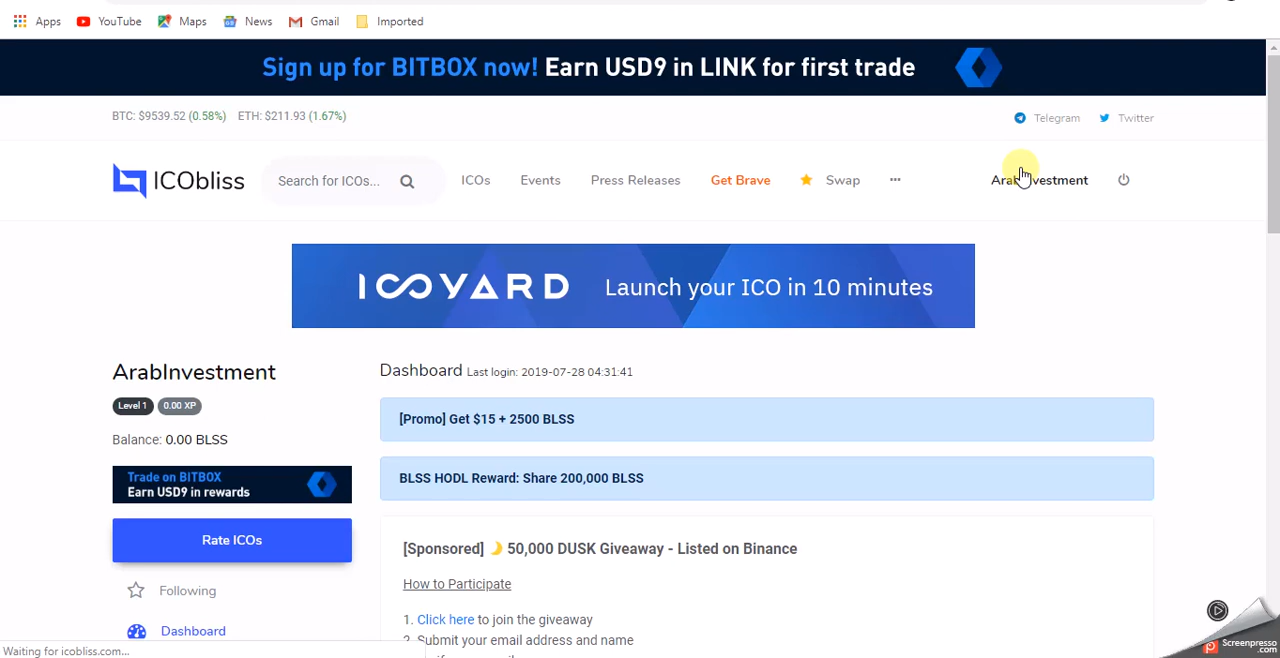 Apps YouTube Maps News Gmail Imported
Sign up for BITBOX now! Earn USD9 in LINK for first trade
BTC: $9539.52 (0.58%) ETH: $211.93 (1.67%) Telegram Twitter
ICObliss Search for ICOs... ICOs Events Press Releases Get Brave Swap ArabInvestment
ICOYARD Launch your ICO in 10 minutes
ArabInvestment
Dashboard Last login: 2019-07-28 04:31:41
Level 1 0.00 XP
[Promo] Get $15 + 2500 BLSS
Balance: 0.00 BLSS
Trade on BITBOX
Earn USD9 in rewards
BLSS HODL Reward: Share 200,000 BLSS
Rate ICOs
[Sponsored] 🌙 50,000 DUSK Giveaway - Listed on Binance
How to Participate
Following
1. Click here to join the giveaway
Dashboard
2. Submit your email address and name
Waiting for icobliss.com...
Screenpresso
.com